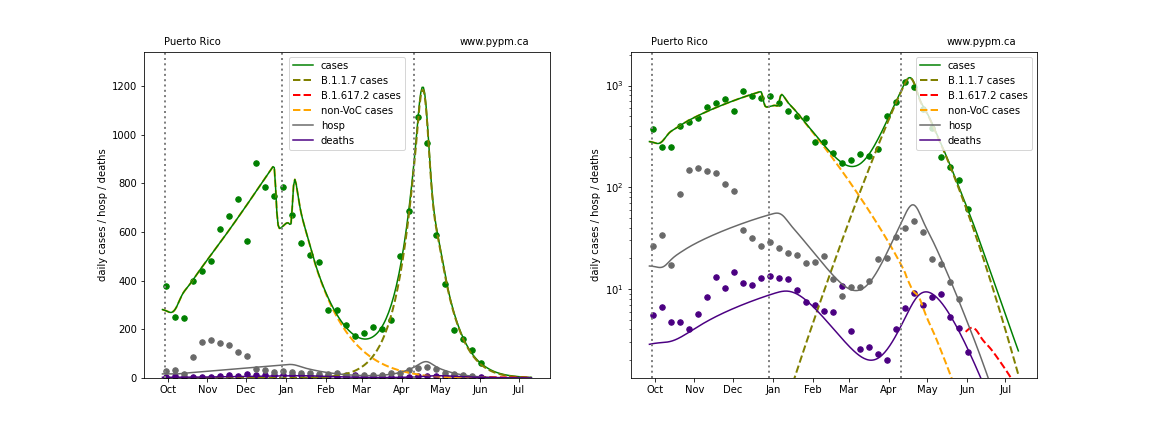 Puerto Rico www.pypm.ca
daily cases / hosp / deaths
1200
1000
800
600
400
200
0
cases
B.1.1.7 cases
B.1.617.2 cases
non-VoC cases
hosp
deaths
Oct Nov Dec Jan Feb Mar Apr May Jun Jul
Puerto Rico www.pypm.ca
daily cases / hosp / deaths
10³
10²
10¹
cases
B.1.1.7 cases
B.1.617.2 cases
non-VoC cases
hosp
deaths
Oct Nov Dec Jan Feb Mar Apr May Jun Jul